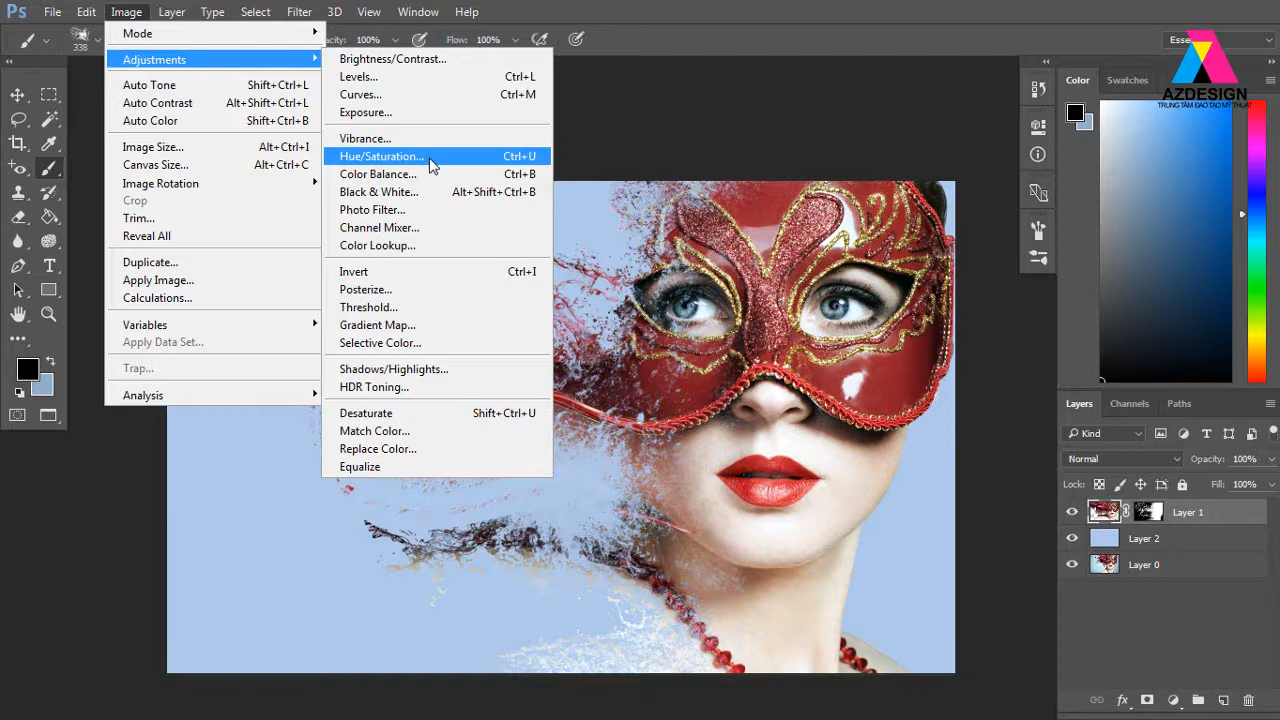 Ps File Edit Image Layer Type Select Filter 3D View Window Help
338 Opacity: 100% Flow: 100%
Mode
Adjustments
Auto Tone Shift+Ctrl+L
Auto Contrast Alt+Shift+Ctrl+L
Auto Color Shift+Ctrl+B
Image Size... Alt+Ctrl+I
Canvas Size... Alt+Ctrl+C
Image Rotation
Crop
Trim...
Reveal All
Duplicate...
Apply Image...
Calculations...
Variables
Apply Data Set...
Trap...
Analysis
Brightness/Contrast...
Levels... Ctrl+L
Curves... Ctrl+M
Exposure...
Vibrance...
Hue/Saturation... Ctrl+U
Color Balance... Ctrl+B
Black & White... Alt+Shift+Ctrl+B
Photo Filter...
Channel Mixer...
Color Lookup...
Invert Ctrl+I
Posterize...
Threshold...
Gradient Map...
Selective Color...
Shadows/Highlights...
HDR Toning...
Desaturate Shift+Ctrl+U
Match Color...
Replace Color...
Equalize
Esse
AZDESIGN
TRUNG TÂM ĐÀO TẠO MỸ THUẬT
Color Swatches
Layers Channels Paths
Kind
Normal Opacity: 100%
Lock: Fill: 100%
Layer 1
Layer 2
Layer 0